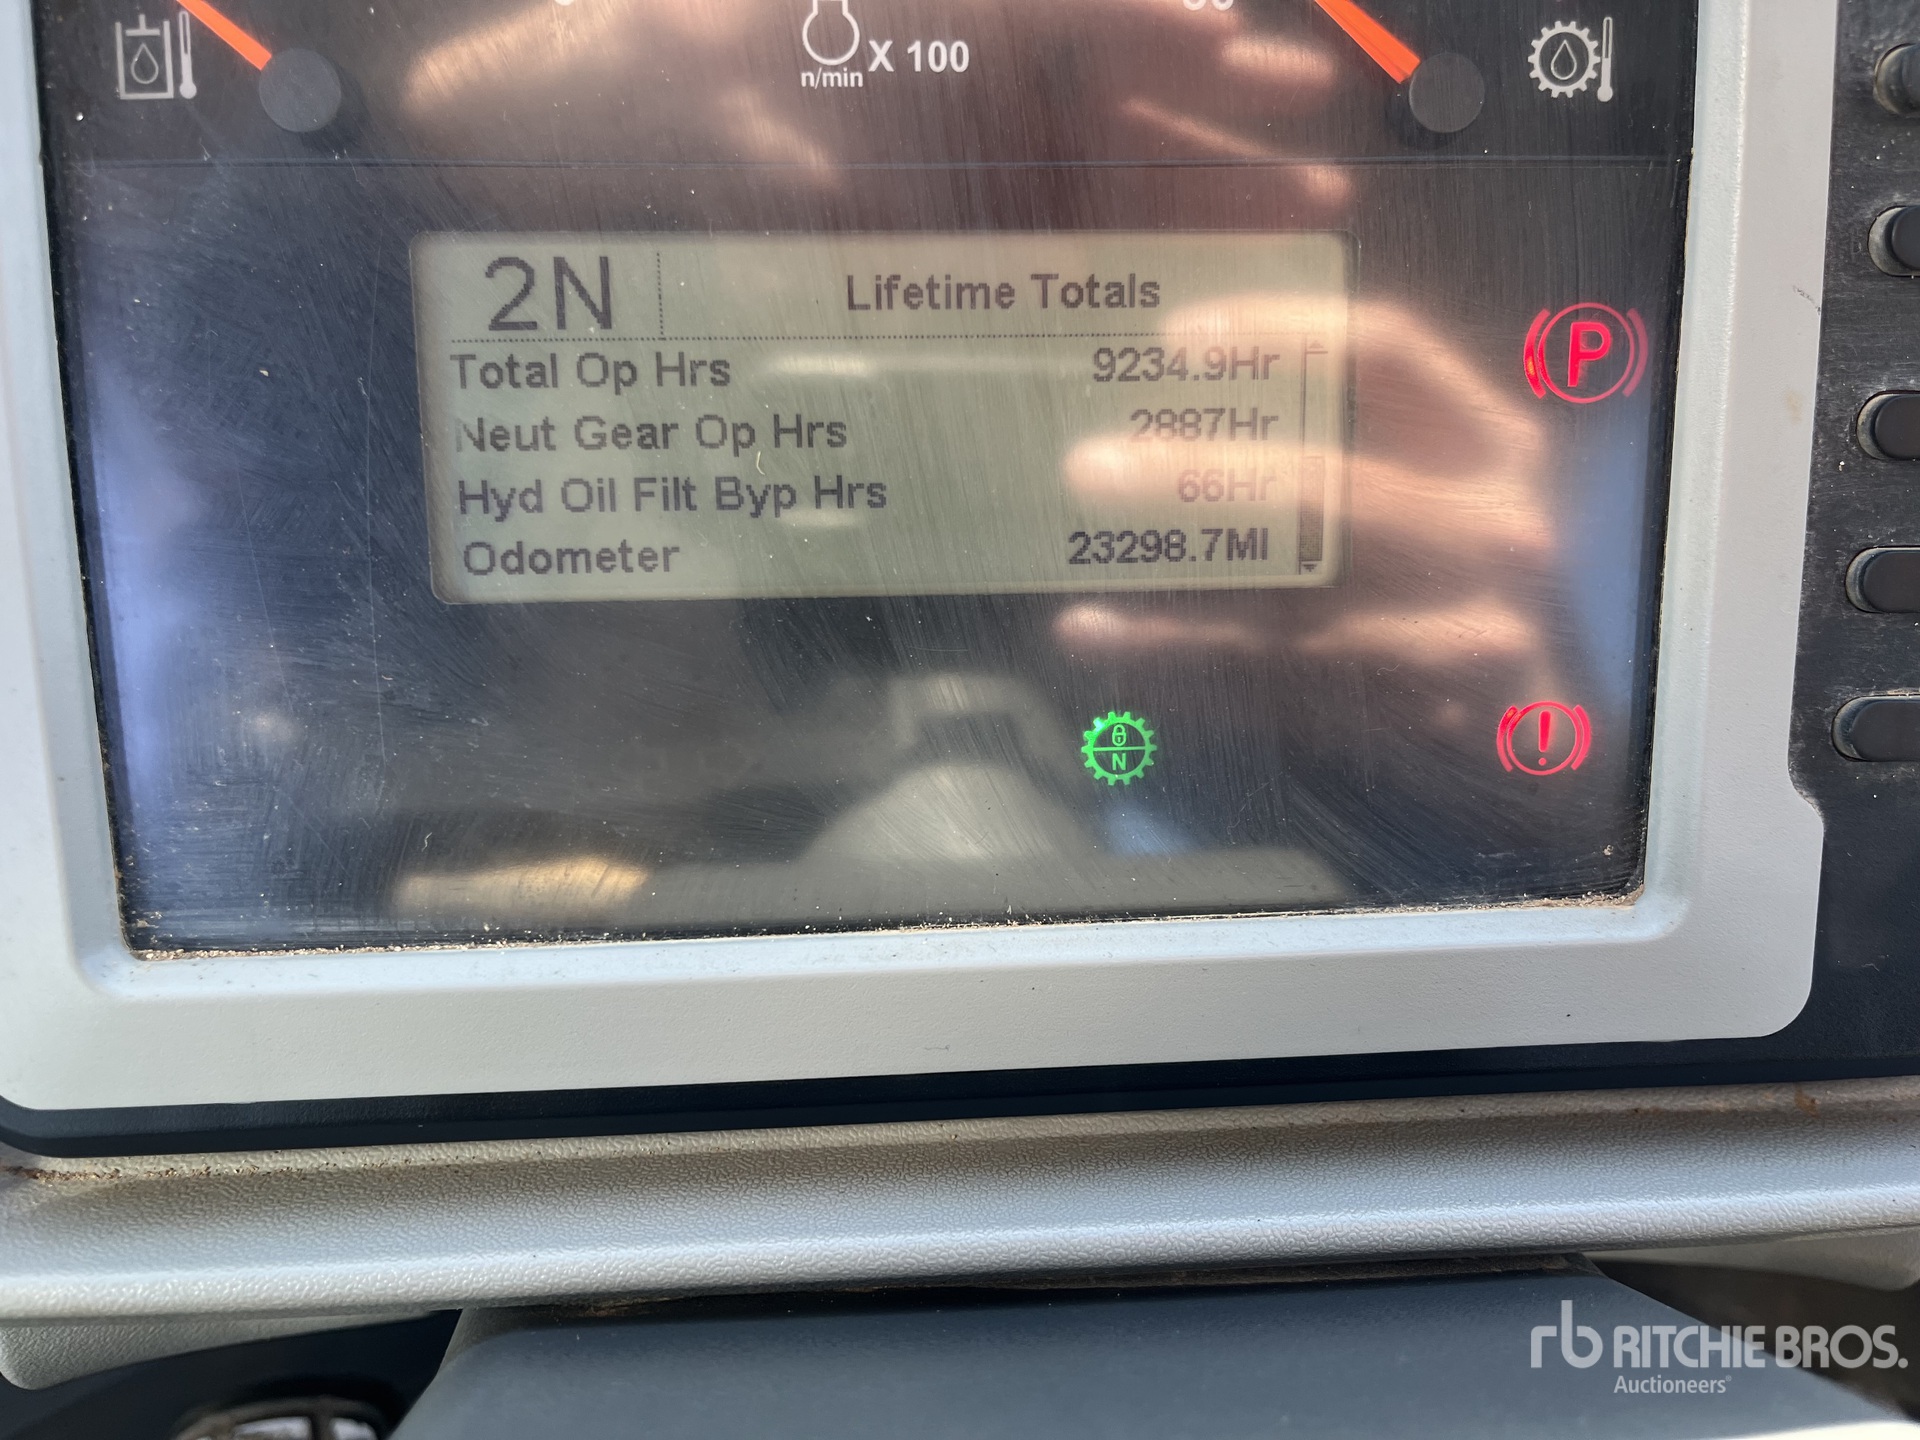 n/min X 100
2N Lifetime Totals
Total Op Hrs 9234.9Hr
Neut Gear Op Hrs 2887Hr
Hyd Oil Filt Byp Hrs 66Hr
Odometer 23298.7MI
P
N
!
rb RITCHIE BROS.
Auctioneers